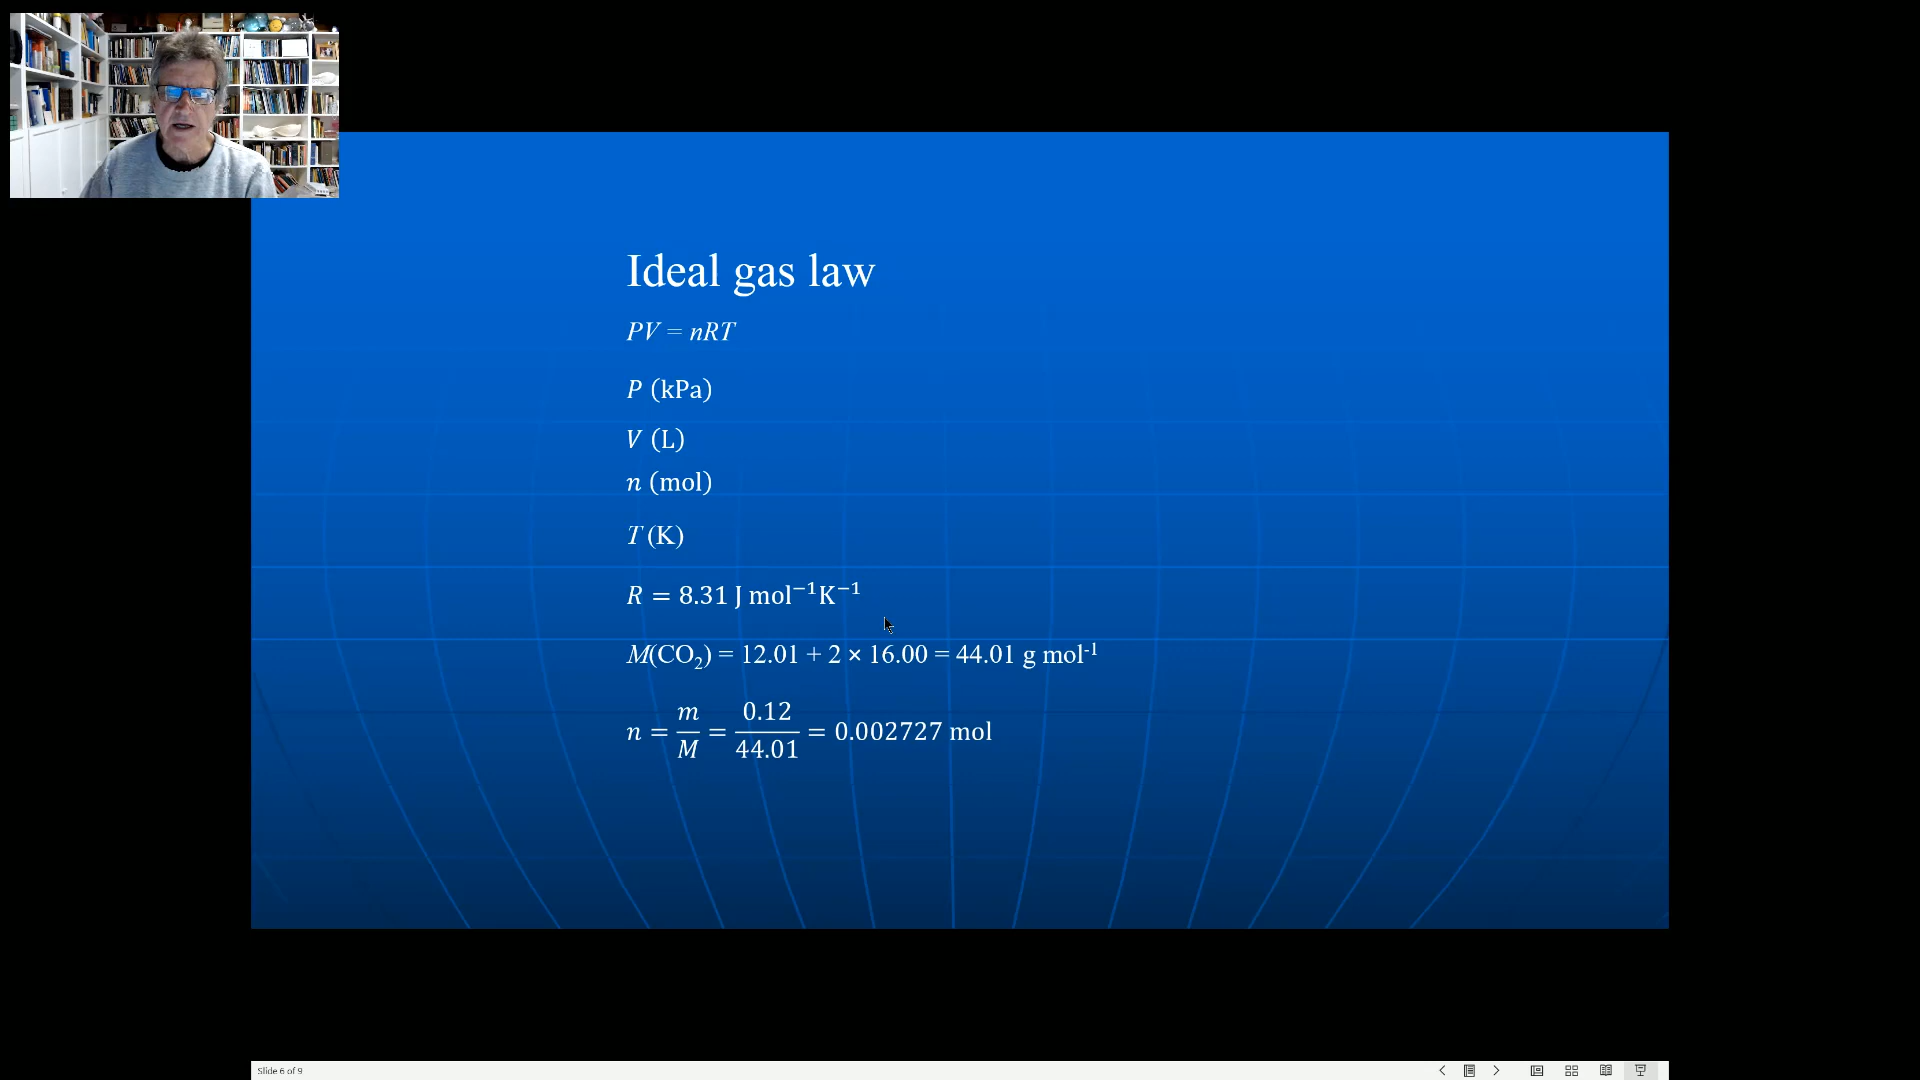 Ideal gas law
PV = nRT
P (kPa)
V (L)
n (mol)
T (K)
R = 8.31 J mol⁻¹K⁻¹
M(CO₂) = 12.01 + 2 × 16.00 = 44.01 g mol⁻¹
n = m/M = 0.12/44.01 = 0.002727 mol
Slide 6 of 9